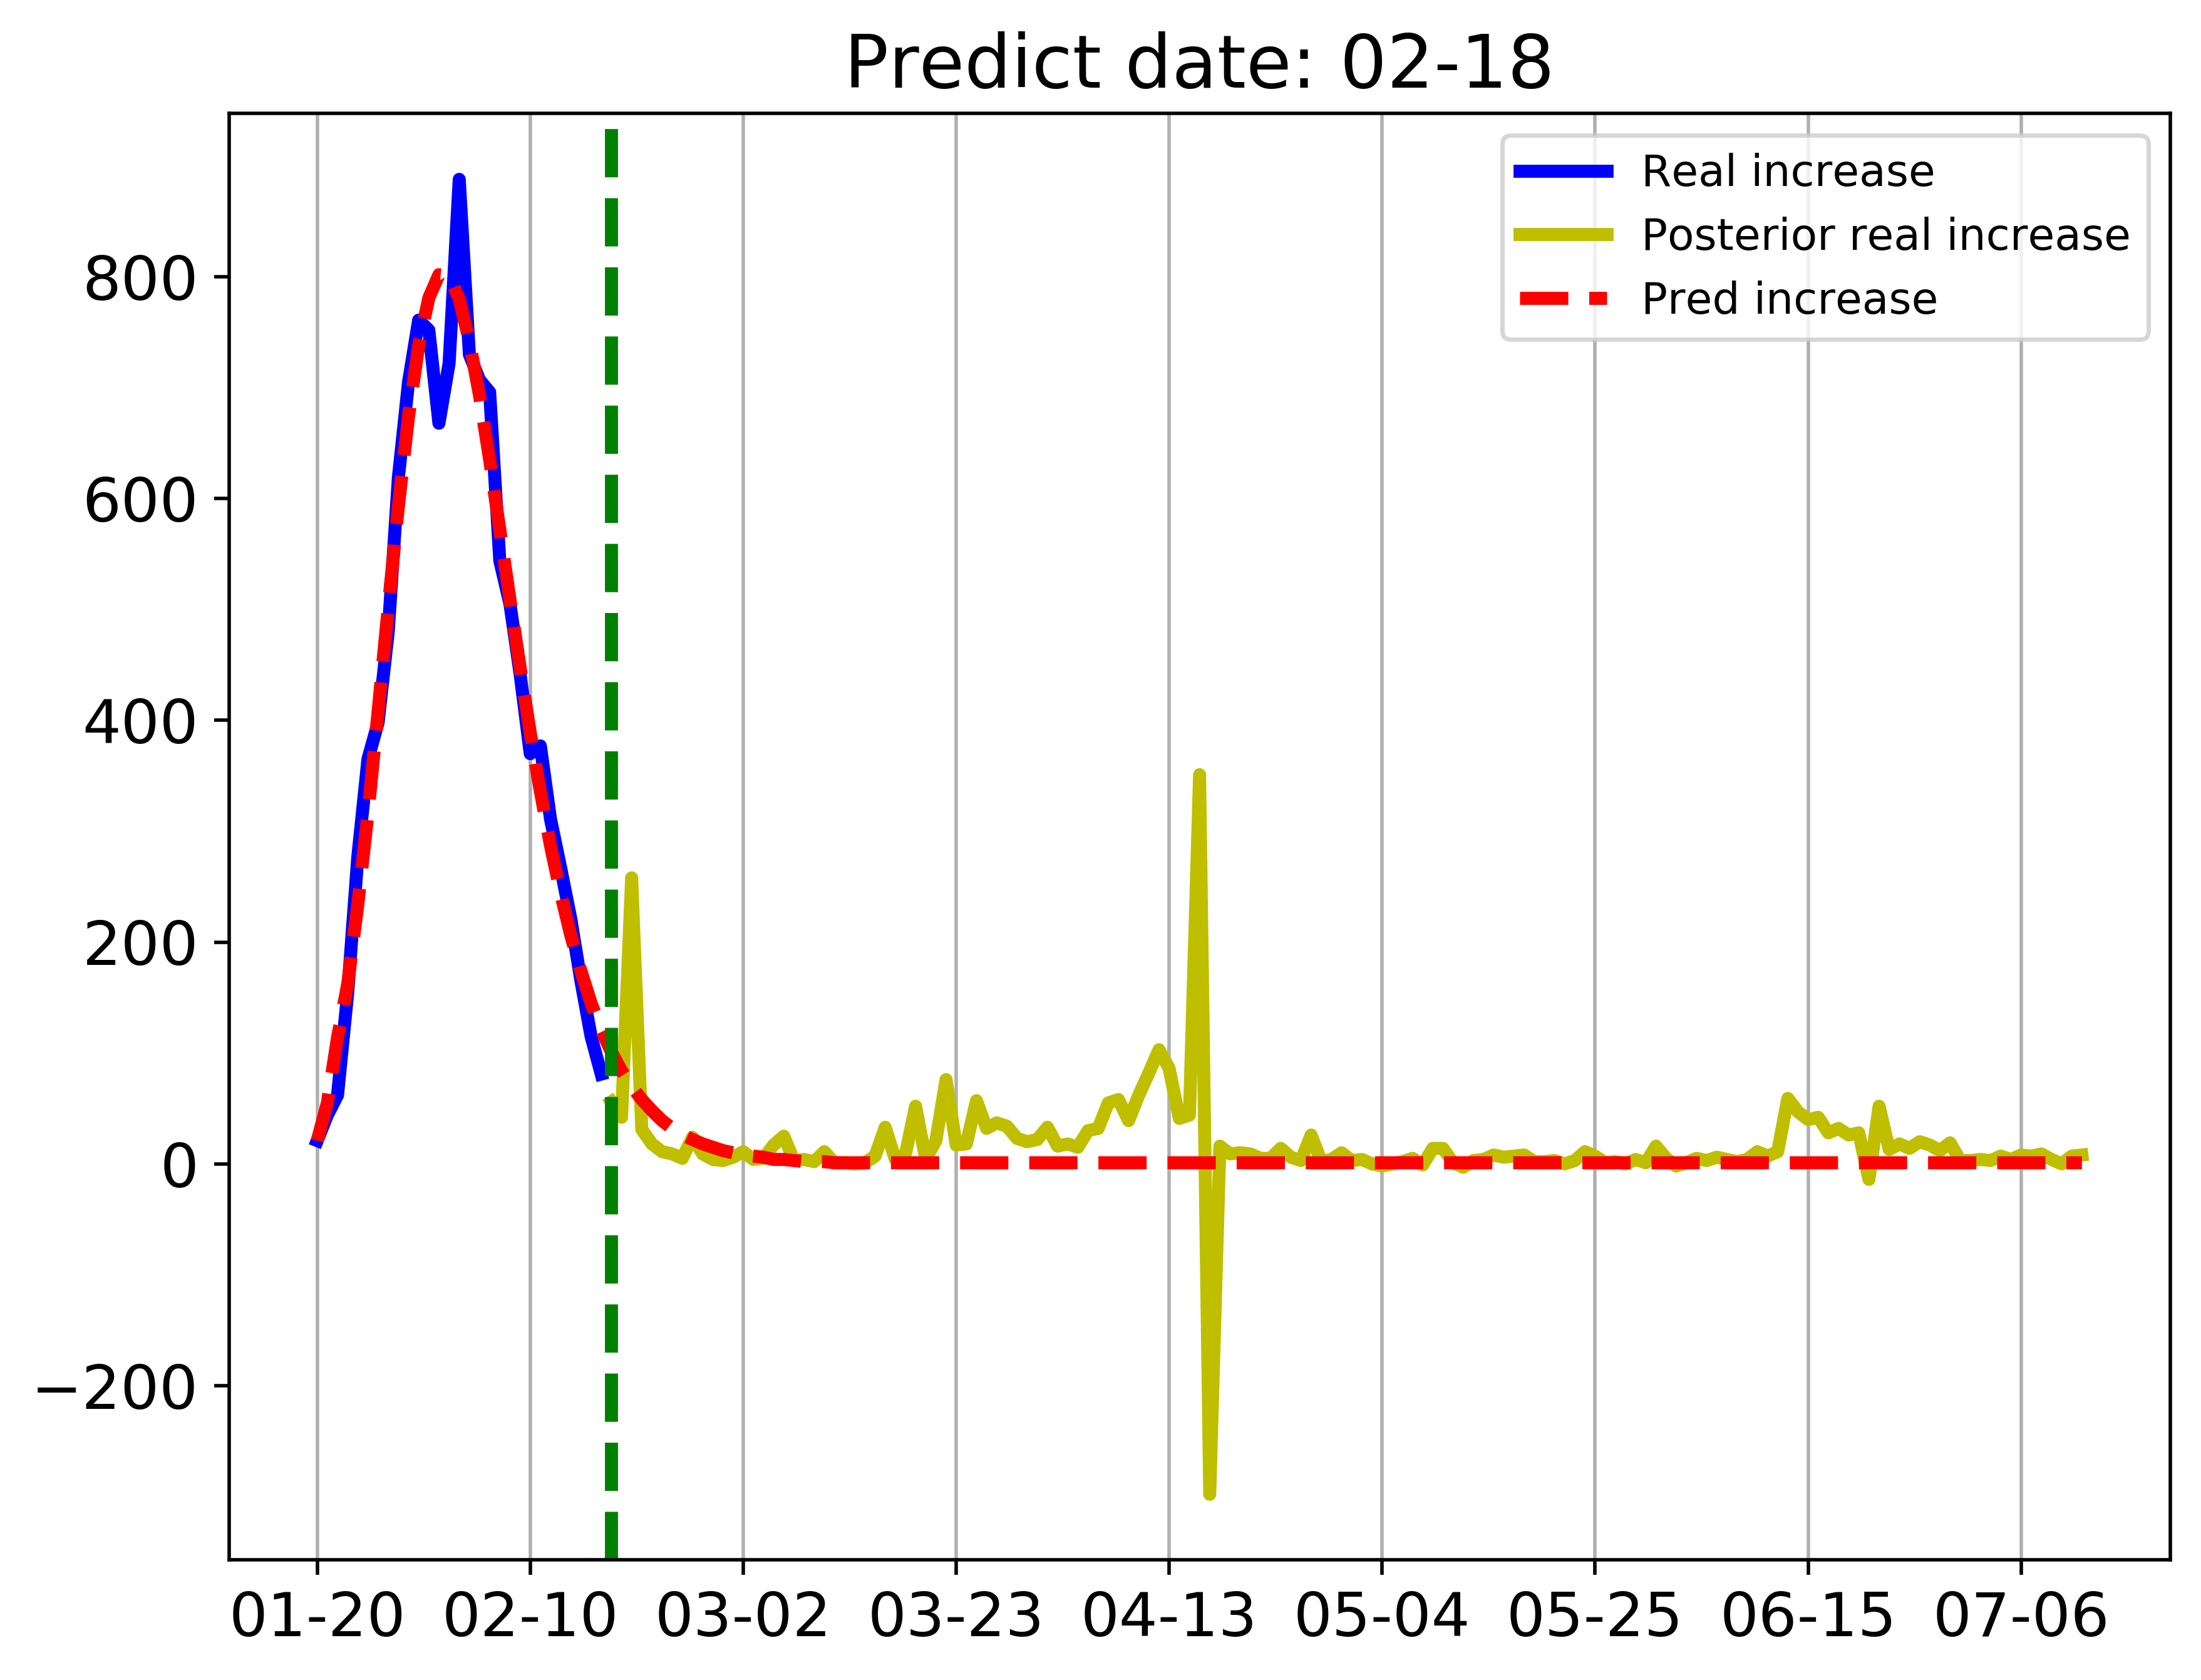 Predict date: 02-18
Real increase
Posterior real increase
Pred increase
800
600
400
200
0
−200
01-20 02-10 03-02 03-23 04-13 05-04 05-25 06-15 07-06